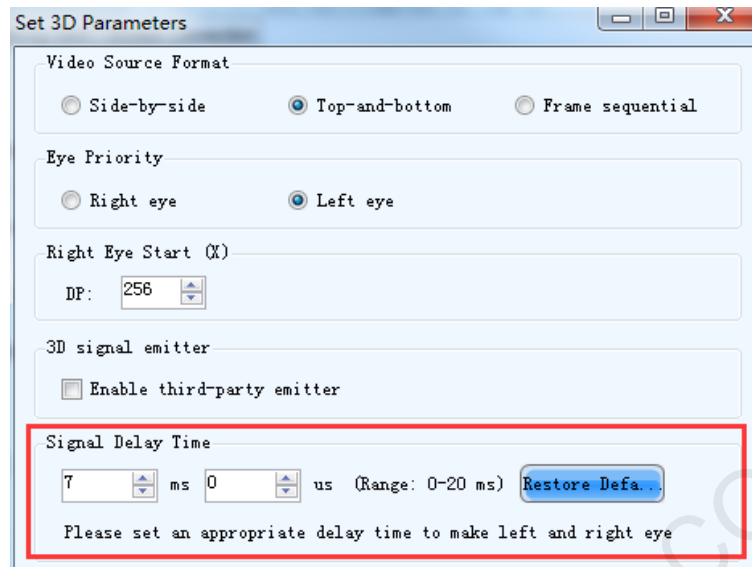 Set 3D Parameters
Video Source Format
Side-by-side Top-and-bottom Frame sequential
Eye Priority
Right eye Left eye
Right Eye Start (X)
DP: 256
3D signal emitter
Enable third-party emitter
Signal Delay Time
7 ms 0 us (Range: 0-20 ms) Restore Defa...
Please set an appropriate delay time to make left and right eye